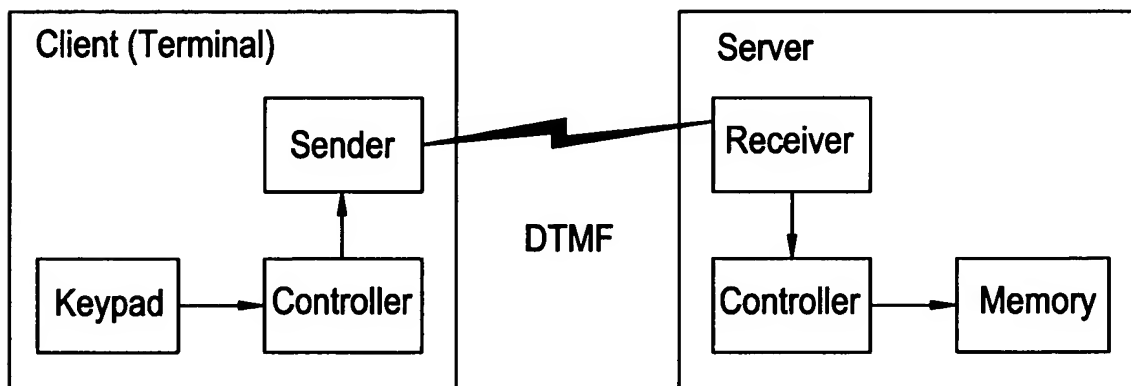 Client (Terminal)
Server
Sender
Receiver
DTMF
Keypad
Controller
Controller
Memory